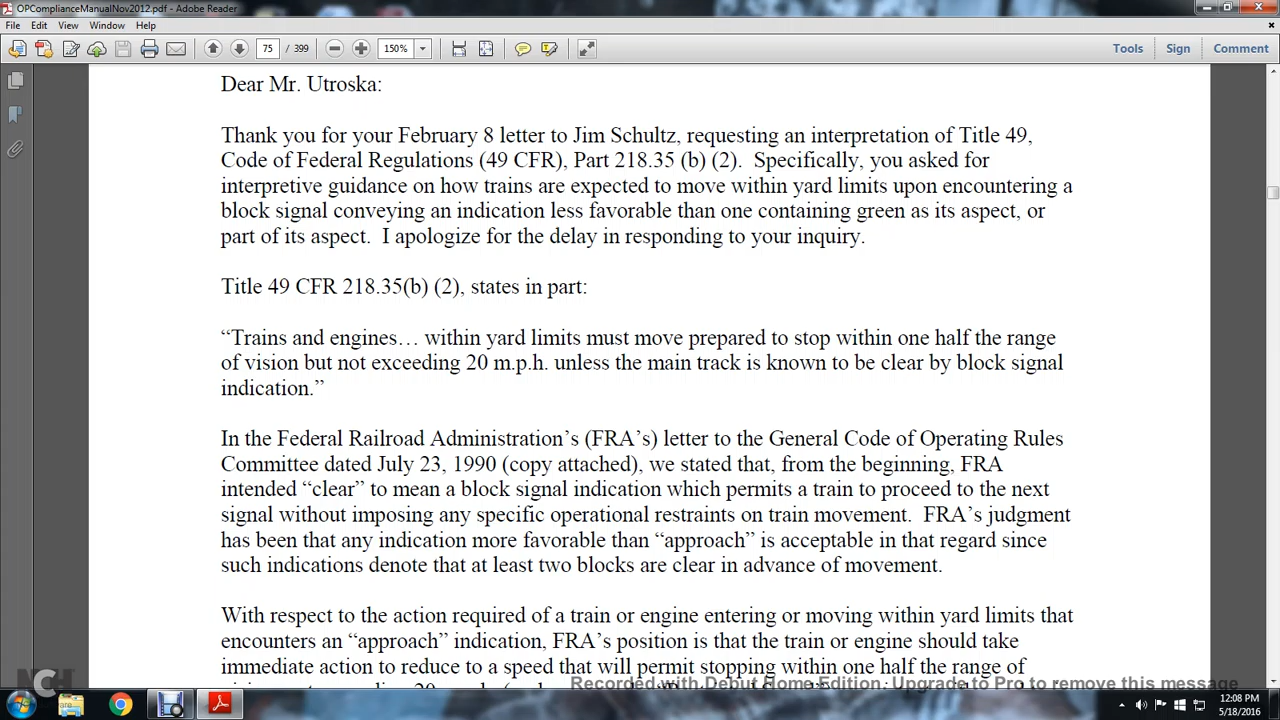 OPComplianceManualNov2012.pdf - Adobe Reader
File Edit View Window Help
75 / 399 150% Tools Sign Comment
Dear Mr. Utroska:
Thank you for your February 8 letter to Jim Schultz, requesting an interpretation of Title 49,
Code of Federal Regulations (49 CFR), Part 218.35 (b) (2). Specifically, you asked for
interpretive guidance on how trains are expected to move within yard limits upon encountering a
block signal conveying an indication less favorable than one containing green as its aspect, or
part of its aspect. I apologize for the delay in responding to your inquiry.
Title 49 CFR 218.35(b) (2), states in part:
“Trains and engines… within yard limits must move prepared to stop within one half the range
of vision but not exceeding 20 m.p.h. unless the main track is known to be clear by block signal
indication.”
In the Federal Railroad Administration’s (FRA’s) letter to the General Code of Operating Rules
Committee dated July 23, 1990 (copy attached), we stated that, from the beginning, FRA
intended “clear” to mean a block signal indication which permits a train to proceed to the next
signal without imposing any specific operational restraints on train movement. FRA’s judgment
has been that any indication more favorable than “approach” is acceptable in that regard since
such indications denote that at least two blocks are clear in advance of movement.
With respect to the action required of a train or engine entering or moving within yard limits that
encounters an “approach” indication, FRA’s position is that the train or engine should take
immediate action to reduce to a speed that will permit stopping within one half the range of
Recorded with Debut Home Edition: Upgrade to Pro to remove this message
NCH
12:08 PM
5/18/2016